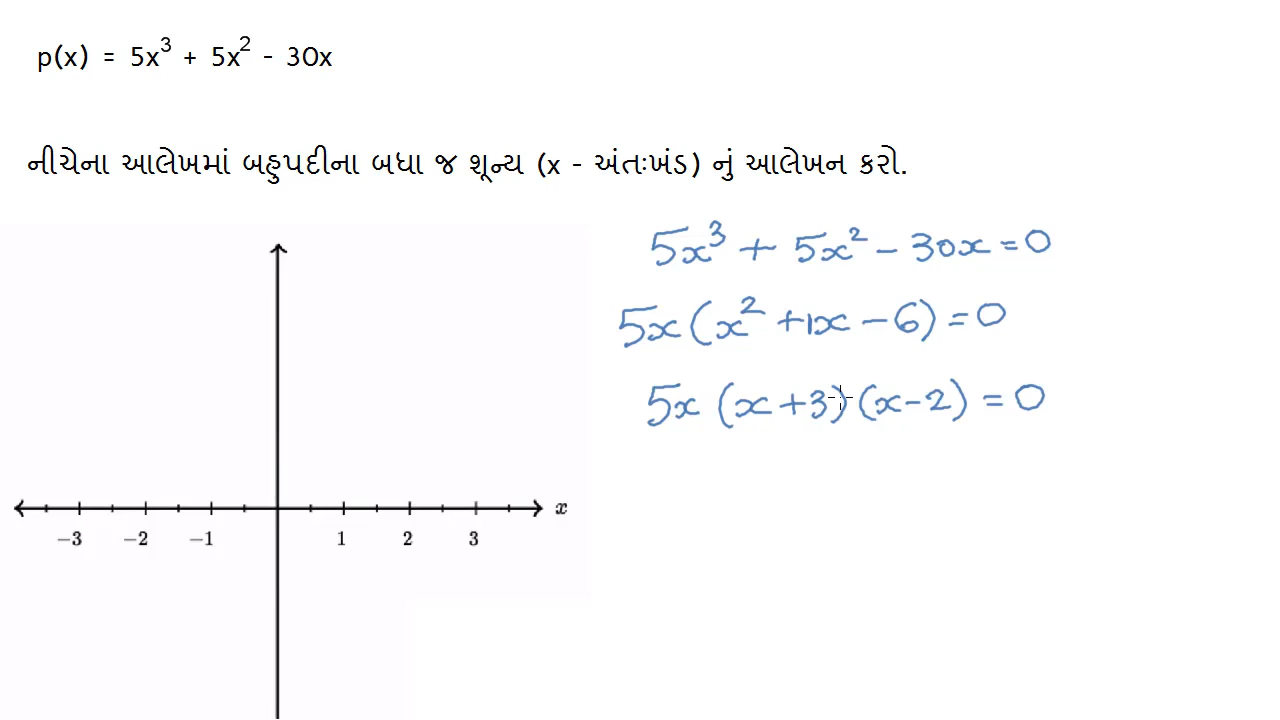 p(x) = 5x³ + 5x² - 30x
નીચેના આલેખમાં બહુપદીના બધા જ શૂન્ય (x - અંતઃખંડ) નું આલેખન કરો.
5x³ + 5x² - 30x = 0
5x(x² + 1x - 6) = 0
5x (x + 3) (x - 2) = 0
x
-3 -2 -1 1 2 3